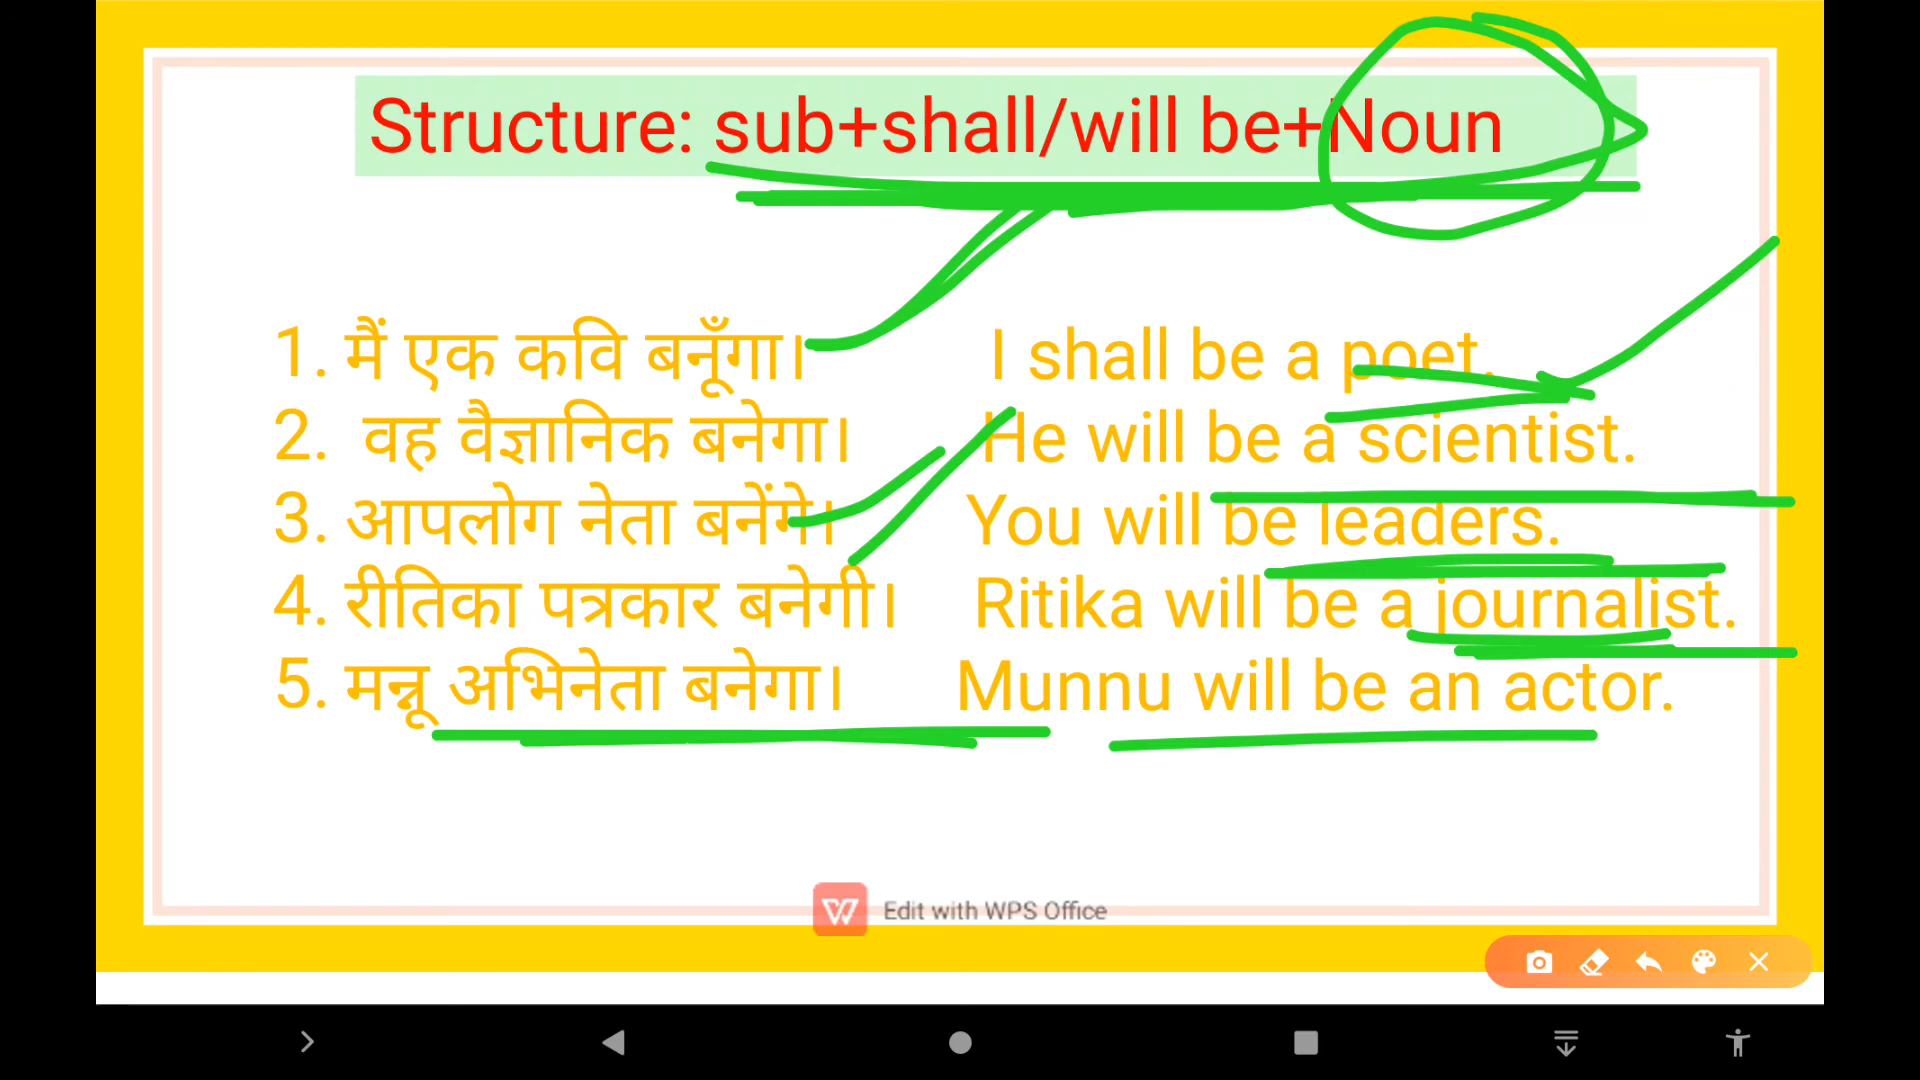 Structure: sub+shall/will be+Noun
1. मैं एक कवि बनूँगा। I shall be a poet.
2. वह वैज्ञानिक बनेगा। He will be a scientist.
3. आपलोग नेता बनेंगे। You will be leaders.
4. रीतिका पत्रकार बनेगी। Ritika will be a journalist.
5. मन्नू अभिनेता बनेगा। Munnu will be an actor.
Edit with WPS Office